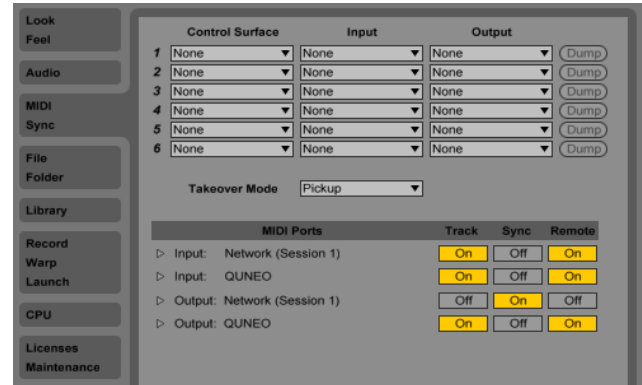 Look
Feel
Audio
MIDI
Sync
File
Folder
Library
Record
Warp
Launch
CPU
Licenses
Maintenance
Control Surface Input Output
1 None None None Dump
2 None None None Dump
3 None None None Dump
4 None None None Dump
5 None None None Dump
6 None None None Dump
Takeover Mode Pickup
MIDI Ports Track Sync Remote
Input: Network (Session 1) On Off On
Input: QUNEO On Off On
Output: Network (Session 1) Off On Off
Output: QUNEO On Off On